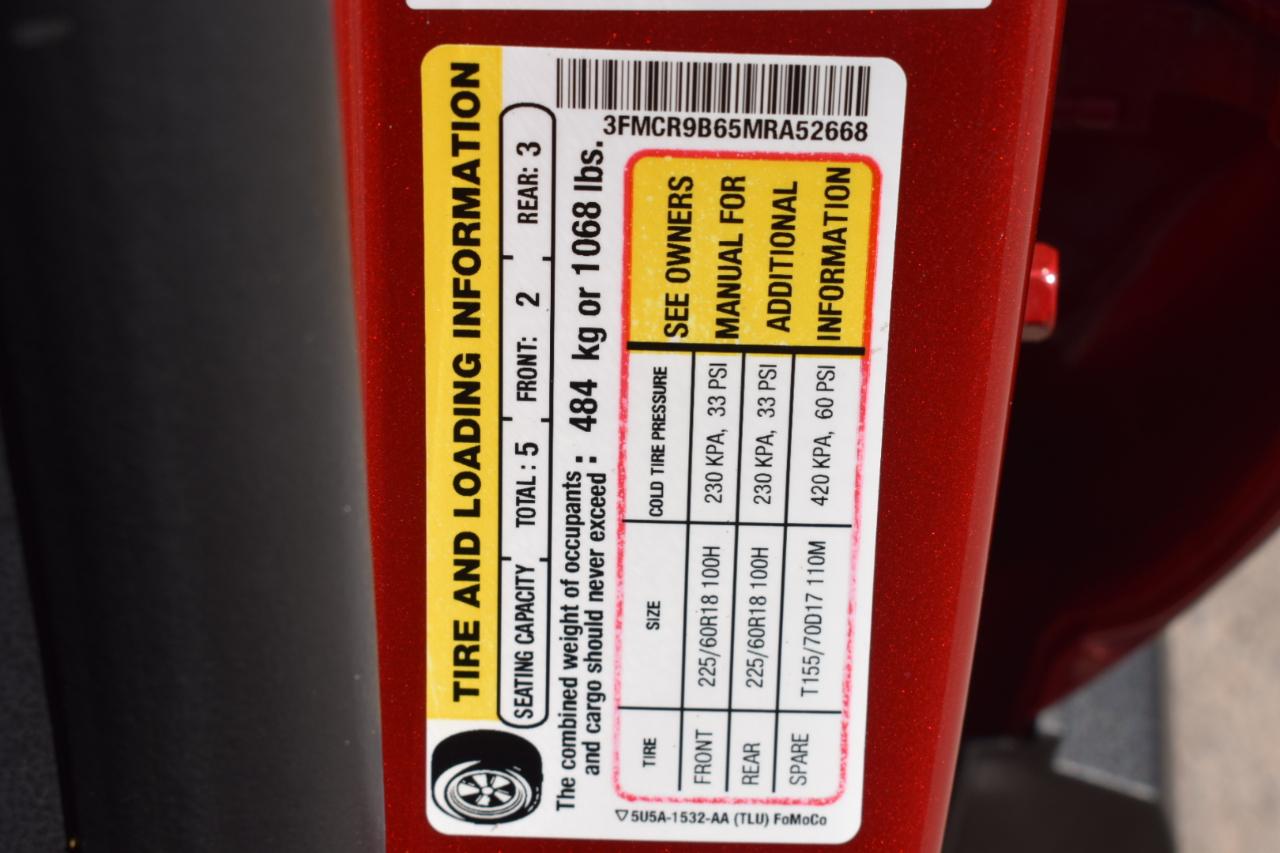 TIRE AND LOADING INFORMATION
SEATING CAPACITY TOTAL : 5 FRONT: 2 REAR: 3
The combined weight of occupants
and cargo should never exceed : 484 kg or 1068 lbs.
3FMCR9B65MRA52668
TIRE SIZE COLD TIRE PRESSURE
FRONT 225/60R18 100H 230 KPA, 33 PSI
REAR 225/60R18 100H 230 KPA, 33 PSI
SPARE T155/70D17 110M 420 KPA, 60 PSI
SEE OWNERS
MANUAL FOR
ADDITIONAL
INFORMATION
5U5A-1532-AA (TLU) FoMoCo